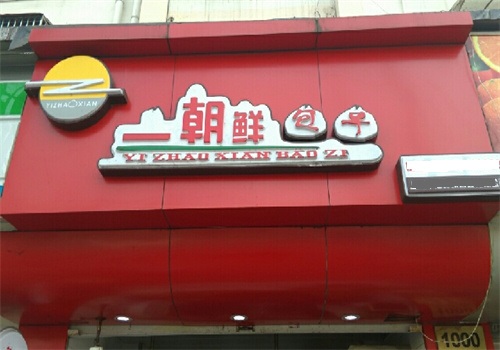 YIZHAOXIAN
一朝鲜包子
YI ZHAO XIAN BAO ZI
1000